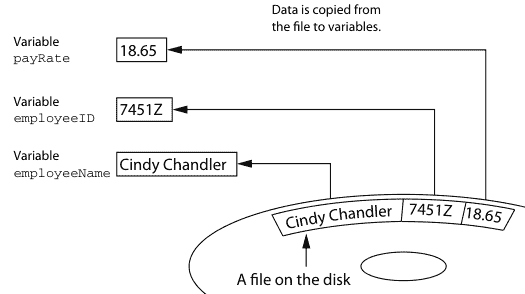 Data is copied from
the file to variables.
Variable
payRate
18.65
Variable
employeeID
7451Z
Variable
employeeName
Cindy Chandler
Cindy Chandler 7451Z 18.65
A file on the disk